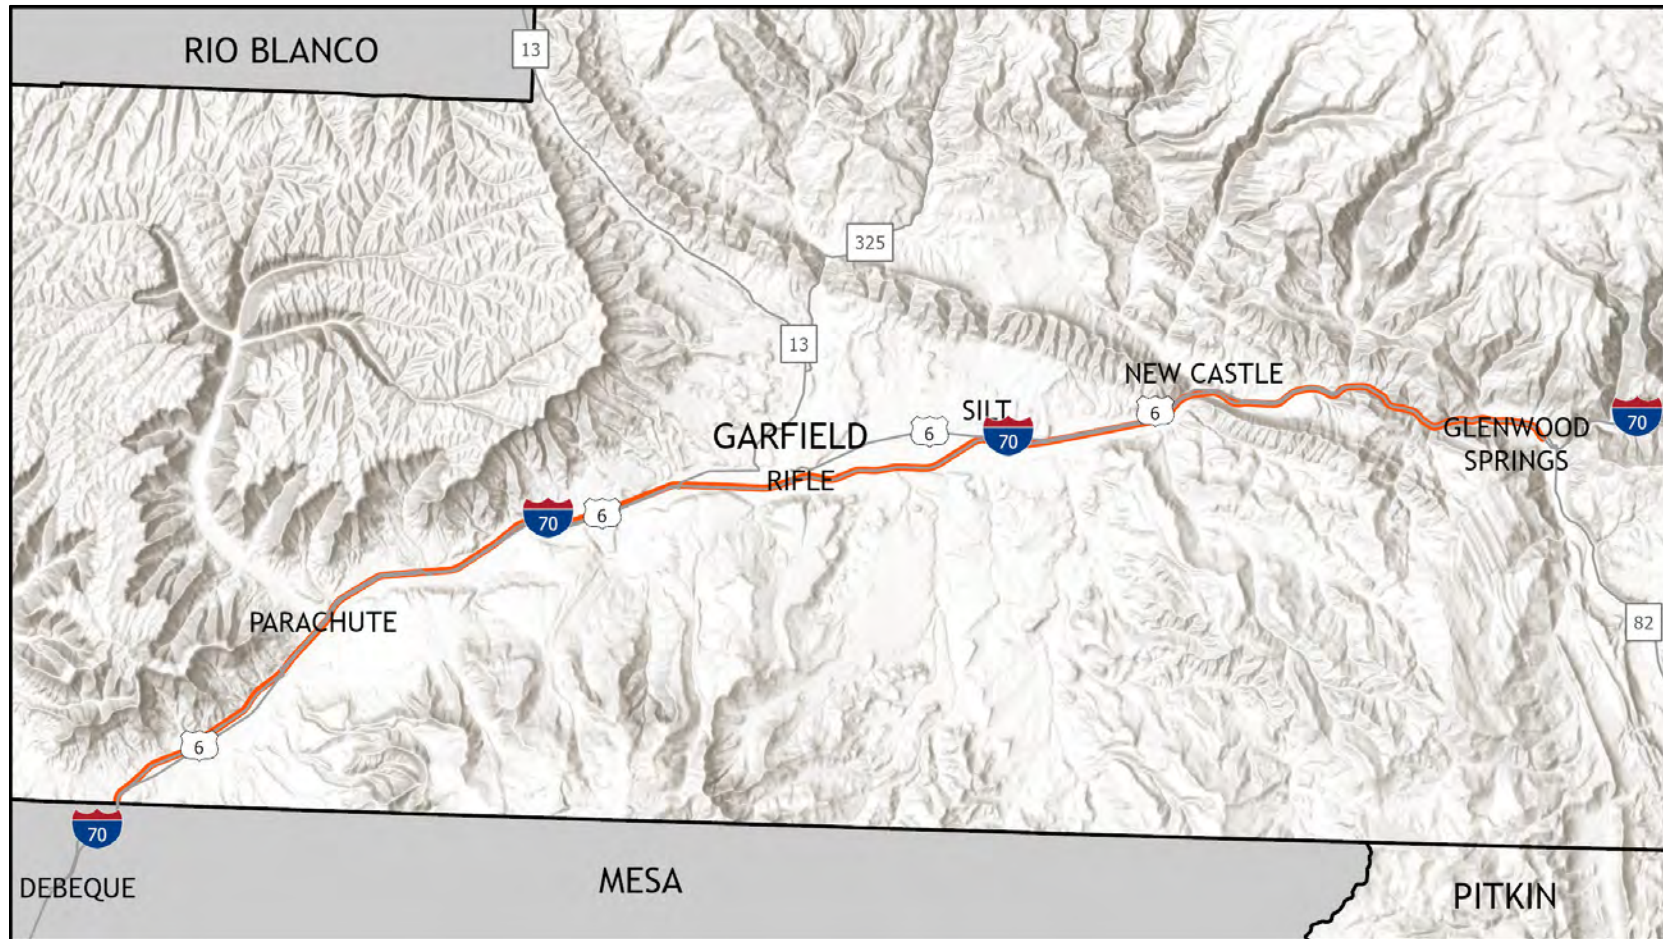 RIO BLANCO
13
325
13
NEW CASTLE
SILT
6
70
GARFIELD
6
70
GLENWOOD
SPRINGS
RIFLE
70
6
PARACHUTE
82
6
70
MESA
DEBEQUE
PITKIN